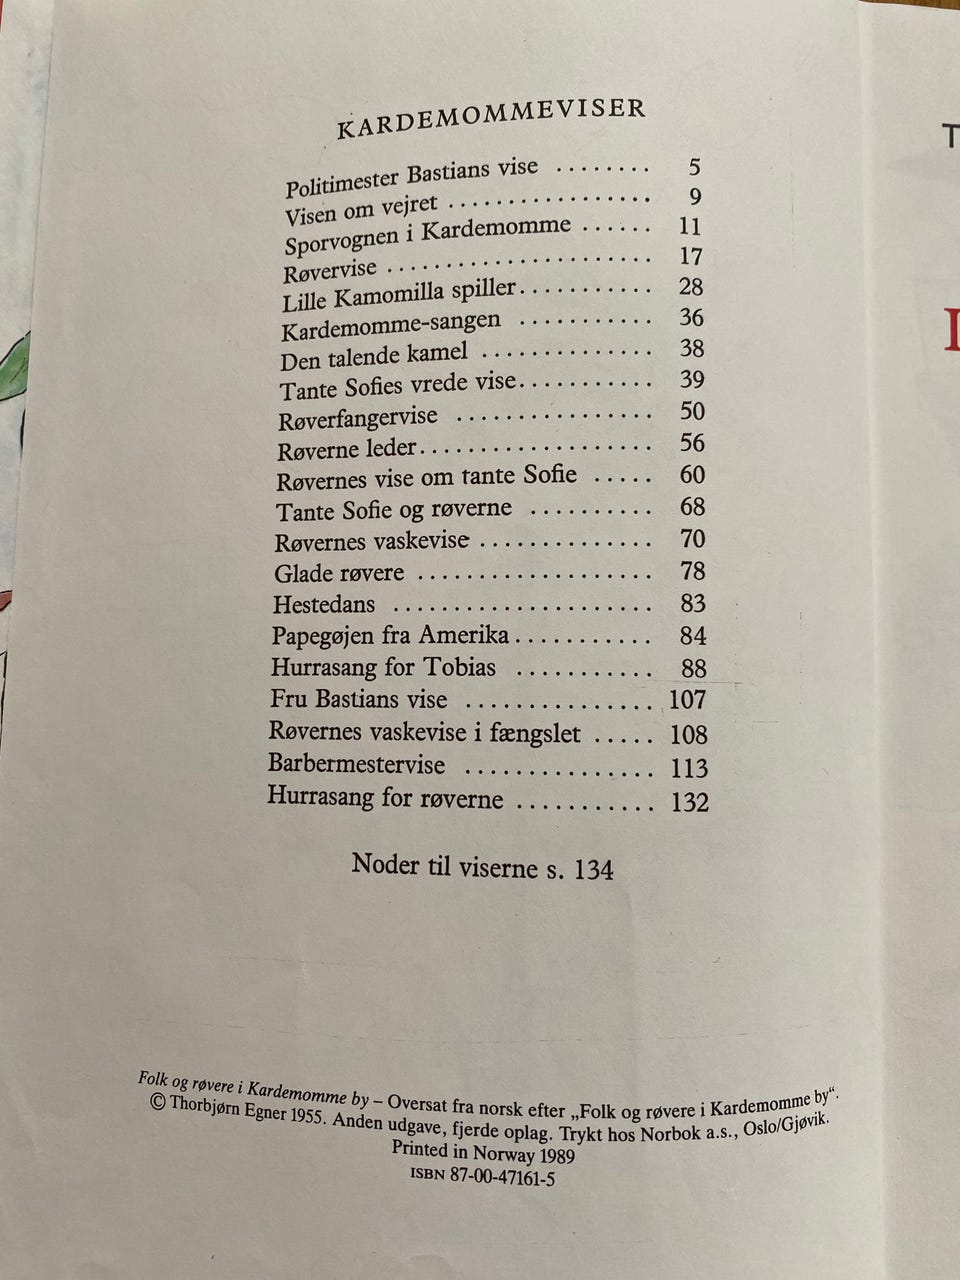 KARDEMOMMEVISER
Politimester Bastians vise ........ 5
Visen om vejret ................. 9
Sporvognen i Kardemomme ...... 11
Røvervise ...................... 17
Lille Kamomilla spiller........... 28
Kardemomme-sangen ........... 36
Den talende kamel .............. 38
Tante Sofies vrede vise........... 39
Røverfangervise ................ 50
Røverne leder................... 56
Røvernes vise om tante Sofie ..... 60
Tante Sofie og røverne .......... 68
Røvernes vaskevise .............. 70
Glade røvere ................... 78
Hestedans ..................... 83
Papegøjen fra Amerika........... 84
Hurrasang for Tobias ........... 88
Fru Bastians vise ............... 107
Røvernes vaskevise i fængslet ..... 108
Barbermestervise ............... 113
Hurrasang for røverne ........... 132
Noder til viserne s. 134
Folk og røvere i Kardemomme by – Oversat fra norsk efter „Folk og røvere i Kardemomme by“.
© Thorbjørn Egner 1955. Anden udgave, fjerde oplag. Trykt hos Norbok a.s., Oslo/Gjøvik.
Printed in Norway 1989
ISBN 87-00-47161-5